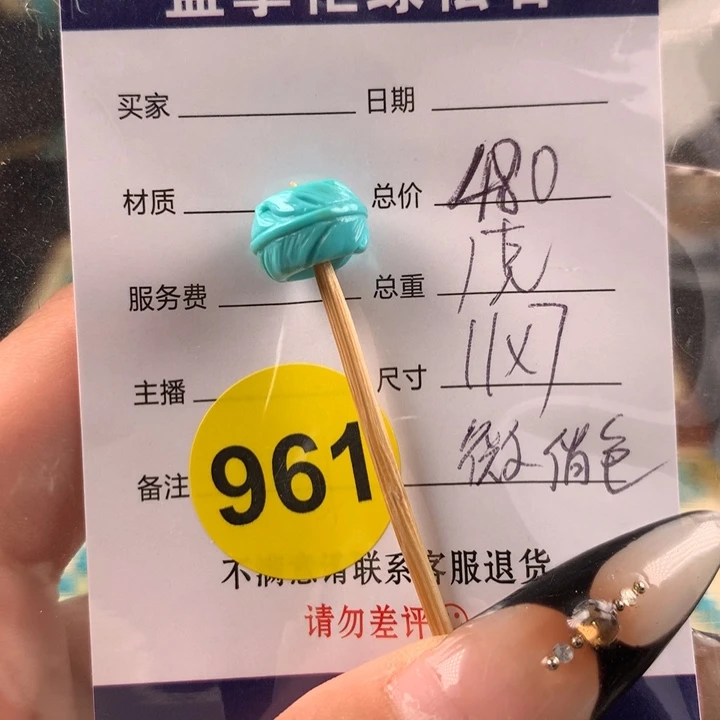 买家 日期
材质 总价 480
服务费 总重 1克
主播 尺寸 11x7
备注 961 微俏色
不满意请联系客服退货
请勿差评